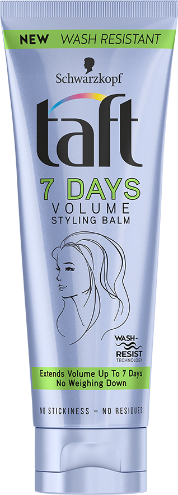 NEW WASH RESISTANT
Schwarzkopf
taft
7 DAYS
VOLUME
STYLING BALM
WASH-
RESIST
TECHNOLOGY
Extends Volume Up To 7 Days
No Weighing Down
NO STICKINESS – NO RESIDUES